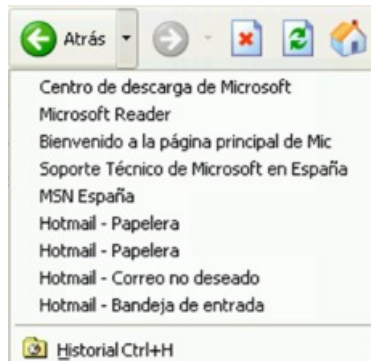 Atrás
Centro de descarga de Microsoft
Microsoft Reader
Bienvenido a la página principal de Mic
Soporte Técnico de Microsoft en España
MSN España
Hotmail - Papelera
Hotmail - Papelera
Hotmail - Correo no deseado
Hotmail - Bandeja de entrada
Historial Ctrl+H